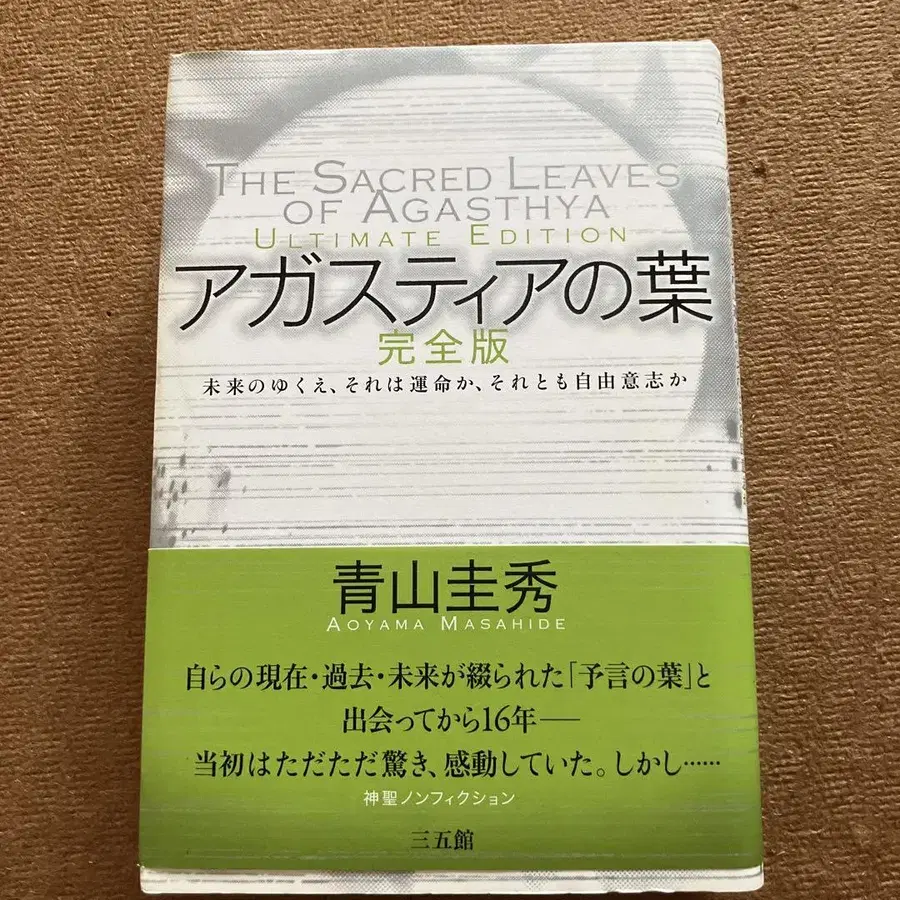 THE SACRED LEAVES
OF AGASTHYA
ULTIMATE EDITION
アガスティアの葉
完全版
未来のゆくえ、それは運命か、それとも自由意志か
青山圭秀
AOYAMA MASAHIDE
自らの現在・過去・未来が綴られた「予言の葉」と
出会ってから16年──
当初はただただ驚き、感動していた。しかし……
神聖ノンフィクション
三五館